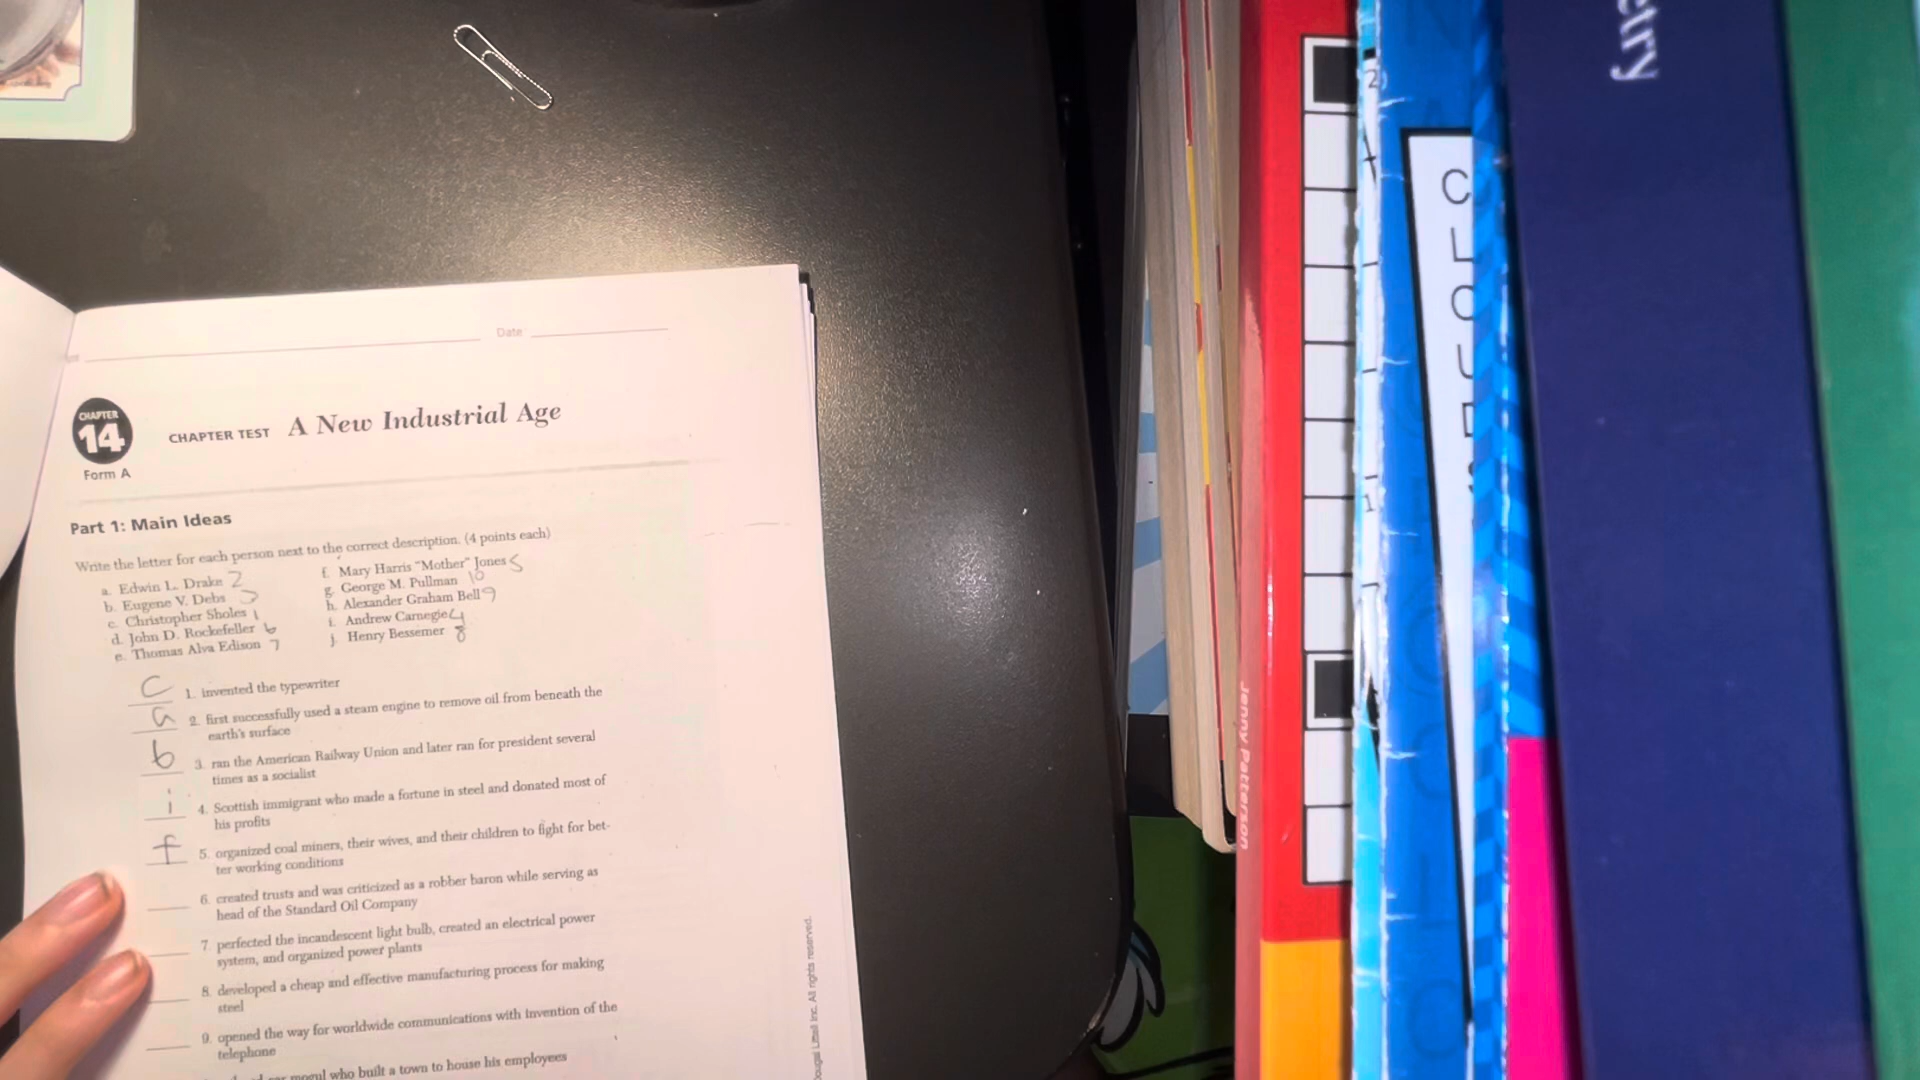 Date
CHAPTER
14
CHAPTER TEST A New Industrial Age
Form A
Part 1: Main Ideas
Write the letter for each person next to the correct description. (4 points each)
a. Edwin L. Drake 2
b. Eugene V. Debs 3
c. Christopher Sholes 1
d. John D. Rockefeller 6
e. Thomas Alva Edison 7
f. Mary Harris "Mother" Jones 5
g. George M. Pullman 10
h. Alexander Graham Bell 9
i. Andrew Carnegie 4
j. Henry Bessemer 8
c 1. invented the typewriter
a 2. first successfully used a steam engine to remove oil from beneath the
earth's surface
b 3. ran the American Railway Union and later ran for president several
times as a socialist
i 4. Scottish immigrant who made a fortune in steel and donated most of
his profits
f 5. organized coal miners, their wives, and their children to fight for bet-
ter working conditions
6. created trusts and was criticized as a robber baron while serving as
head of the Standard Oil Company
7. perfected the incandescent light bulb, created an electrical power
system, and organized power plants
8. developed a cheap and effective manufacturing process for making
steel
9. opened the way for worldwide communications with invention of the
telephone
mogul who built a town to house his employees
Littell Inc. All rights reserved.
Jenny Patterson
etry